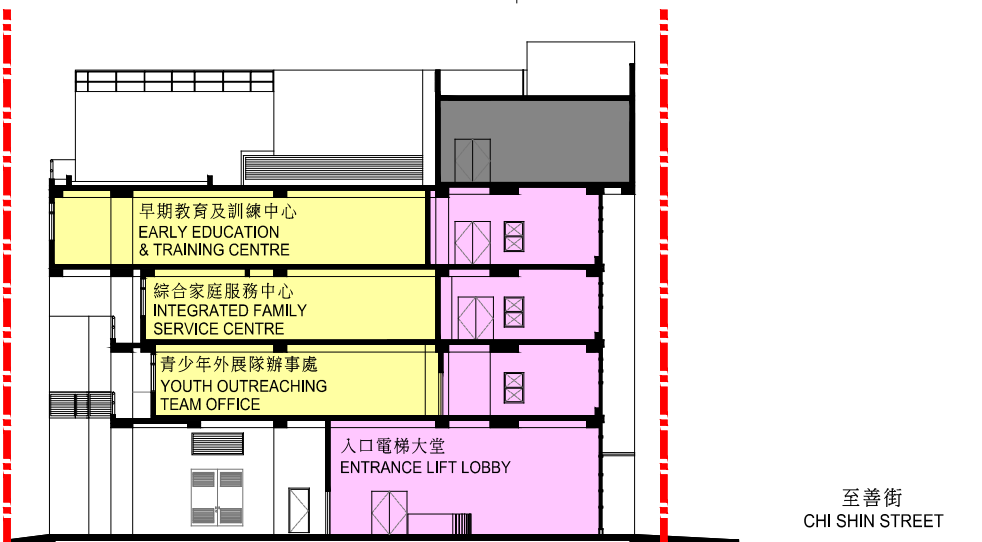 早期教育及訓練中心
EARLY EDUCATION
& TRAINING CENTRE
綜合家庭服務中心
INTEGRATED FAMILY
SERVICE CENTRE
青少年外展隊辦事處
YOUTH OUTREACHING
TEAM OFFICE
入口電梯大堂
ENTRANCE LIFT LOBBY
至善街
CHI SHIN STREET